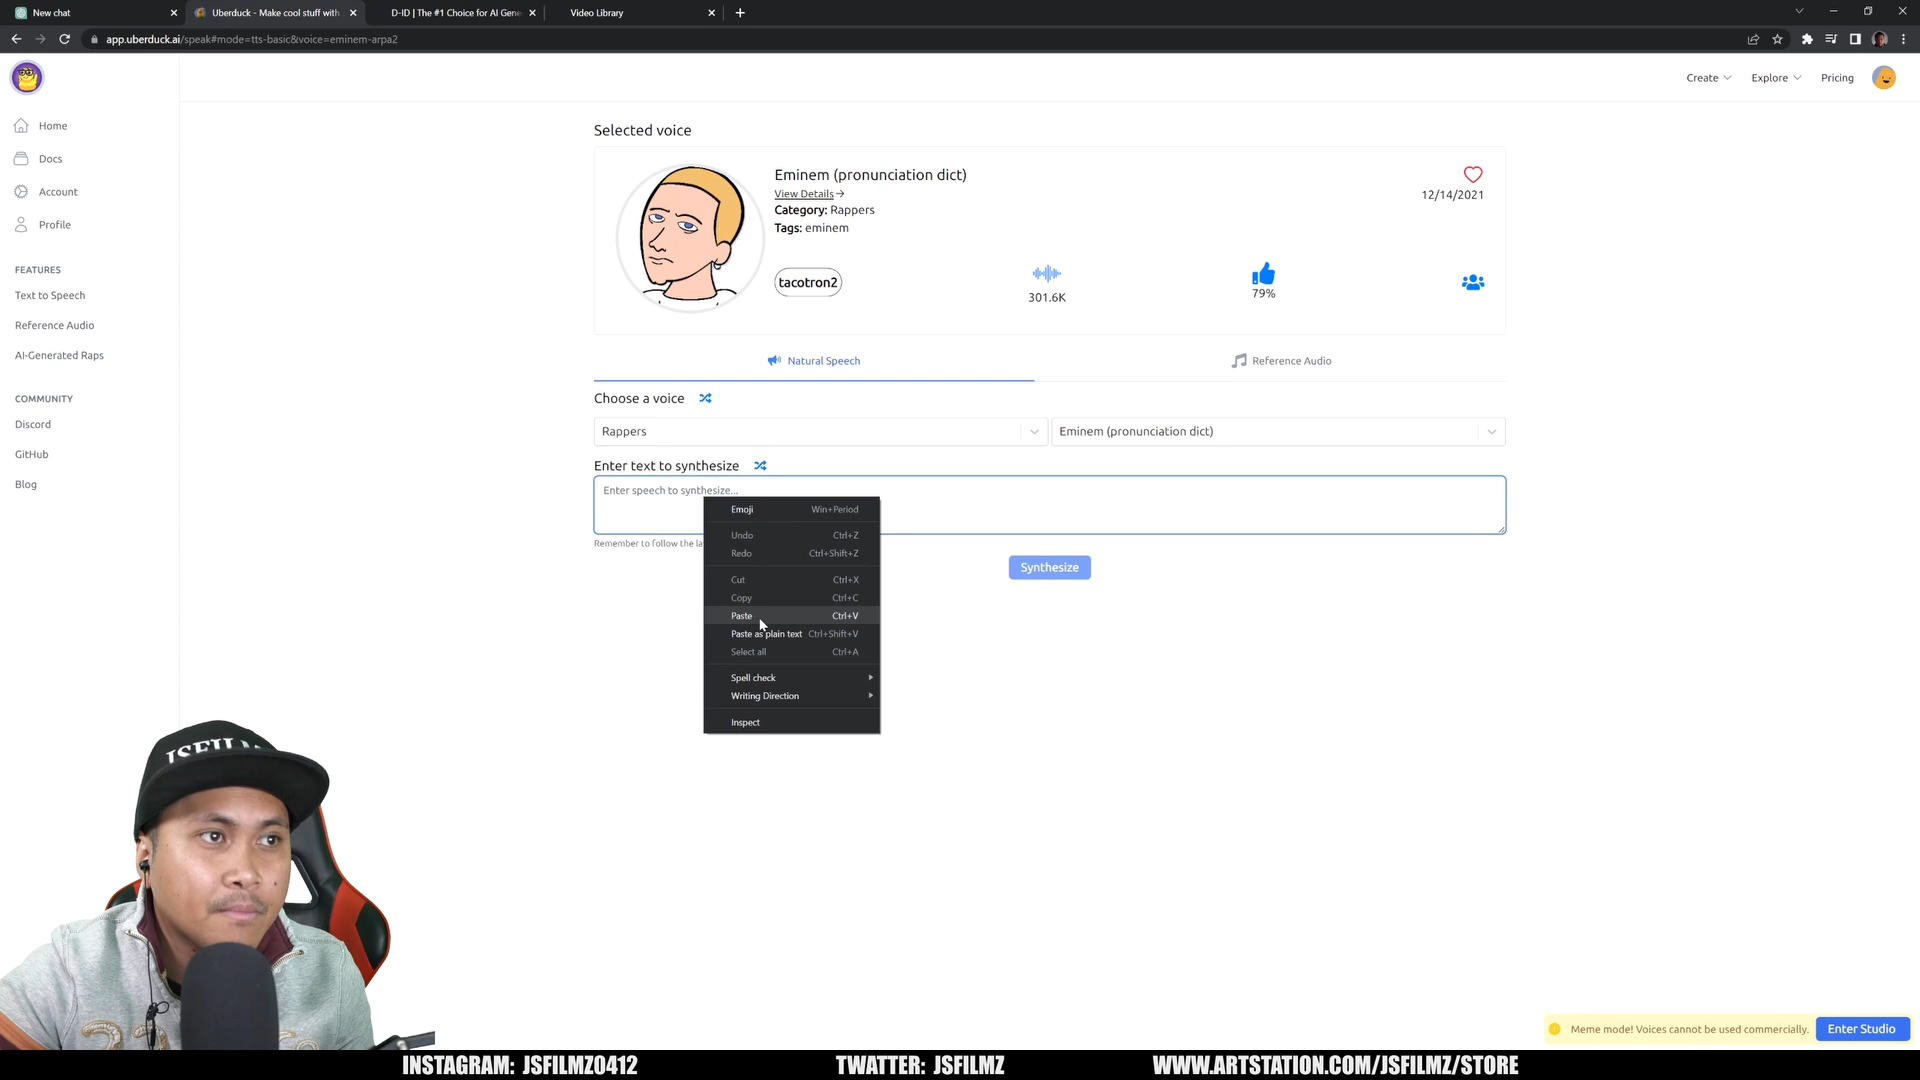 New chat
Uberduck - Make cool stuff with
D-ID | The #1 Choice for AI Gene
Video Library
app.uberduck.ai/speak#mode=tts-basic&voice=eminem-arpa2
Create
Explore
Pricing
Home
Docs
Account
Profile
FEATURES
Text to Speech
Reference Audio
AI-Generated Raps
COMMUNITY
Discord
GitHub
Blog
Selected voice
Eminem (pronunciation dict)
View Details
Category: Rappers
Tags: eminem
12/14/2021
tacotron2
301.6K
79%
Natural Speech
Reference Audio
Choose a voice
Rappers
Eminem (pronunciation dict)
Enter text to synthesize
Enter speech to synthesize...
Remember to follow the la
Synthesize
Emoji Win+Period
Undo Ctrl+Z
Redo Ctrl+Shift+Z
Cut Ctrl+X
Copy Ctrl+C
Paste Ctrl+V
Paste as plain text Ctrl+Shift+V
Select all Ctrl+A
Spell check
Writing Direction
Inspect
JSFILM
Meme mode! Voices cannot be used commercially.
Enter Studio
INSTAGRAM: JSFILMZ0412
TWATTER: JSFILMZ
WWW.ARTSTATION.COM/JSFILMZ/STORE